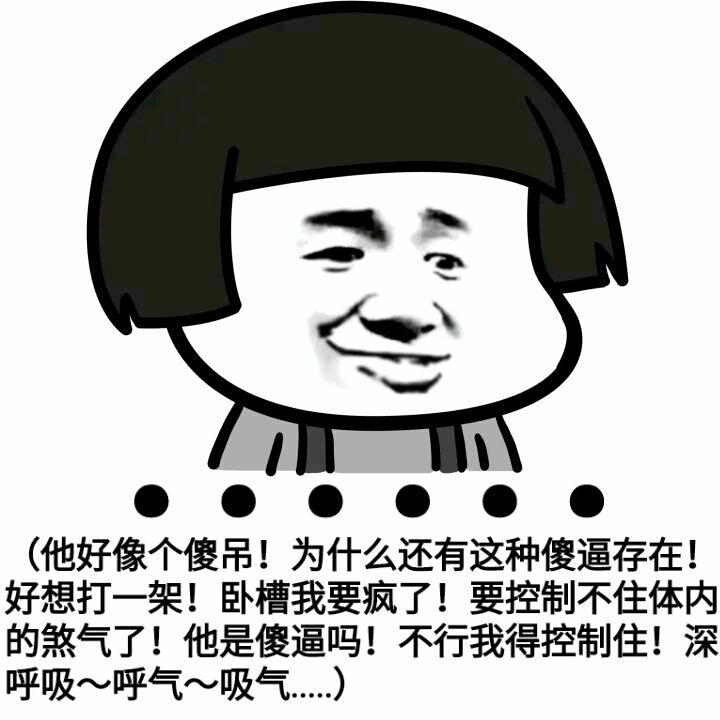 （他好像个傻吊！为什么还有这种傻逼存在！
好想打一架！卧槽我要疯了！要控制不住体内
的煞气了！他是傻逼吗！不行我得控制住！深
呼吸～呼气～吸气.....）